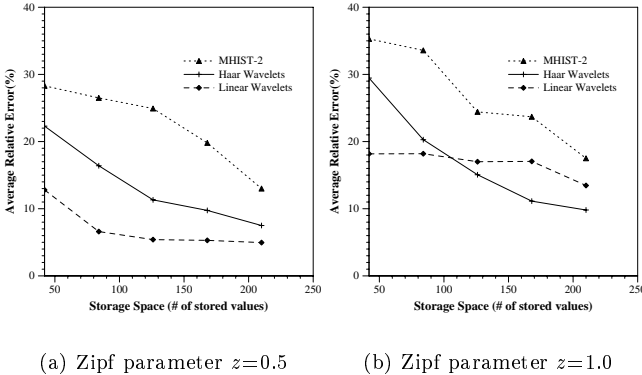 40
30
20
10
0
Average Relative Error(%)
MHIST-2
Haar Wavelets
Linear Wavelets
50 100 150 200 250
Storage Space (# of stored values)
(a) Zipf parameter z=0.5
40
30
20
10
0
Average Relative Error(%)
MHIST-2
Haar Wavelets
Linear Wavelets
50 100 150 200 250
Storage Space (# of stored values)
(b) Zipf parameter z=1.0